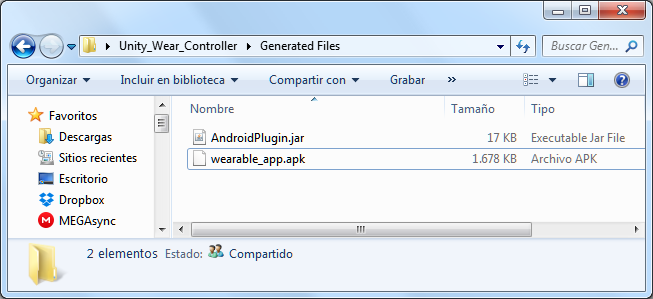 Unity_Wear_Controller Generated Files Buscar Gen...
Organizar Incluir en biblioteca Compartir con Grabar »
Nombre Tamaño Tipo
Favoritos
Descargas
Sitios recientes
Escritorio
Dropbox
MEGAsync
AndroidPlugin.jar 17 KB Executable Jar File
wearable_app.apk 1.678 KB Archivo APK
2 elementos Estado: Compartido